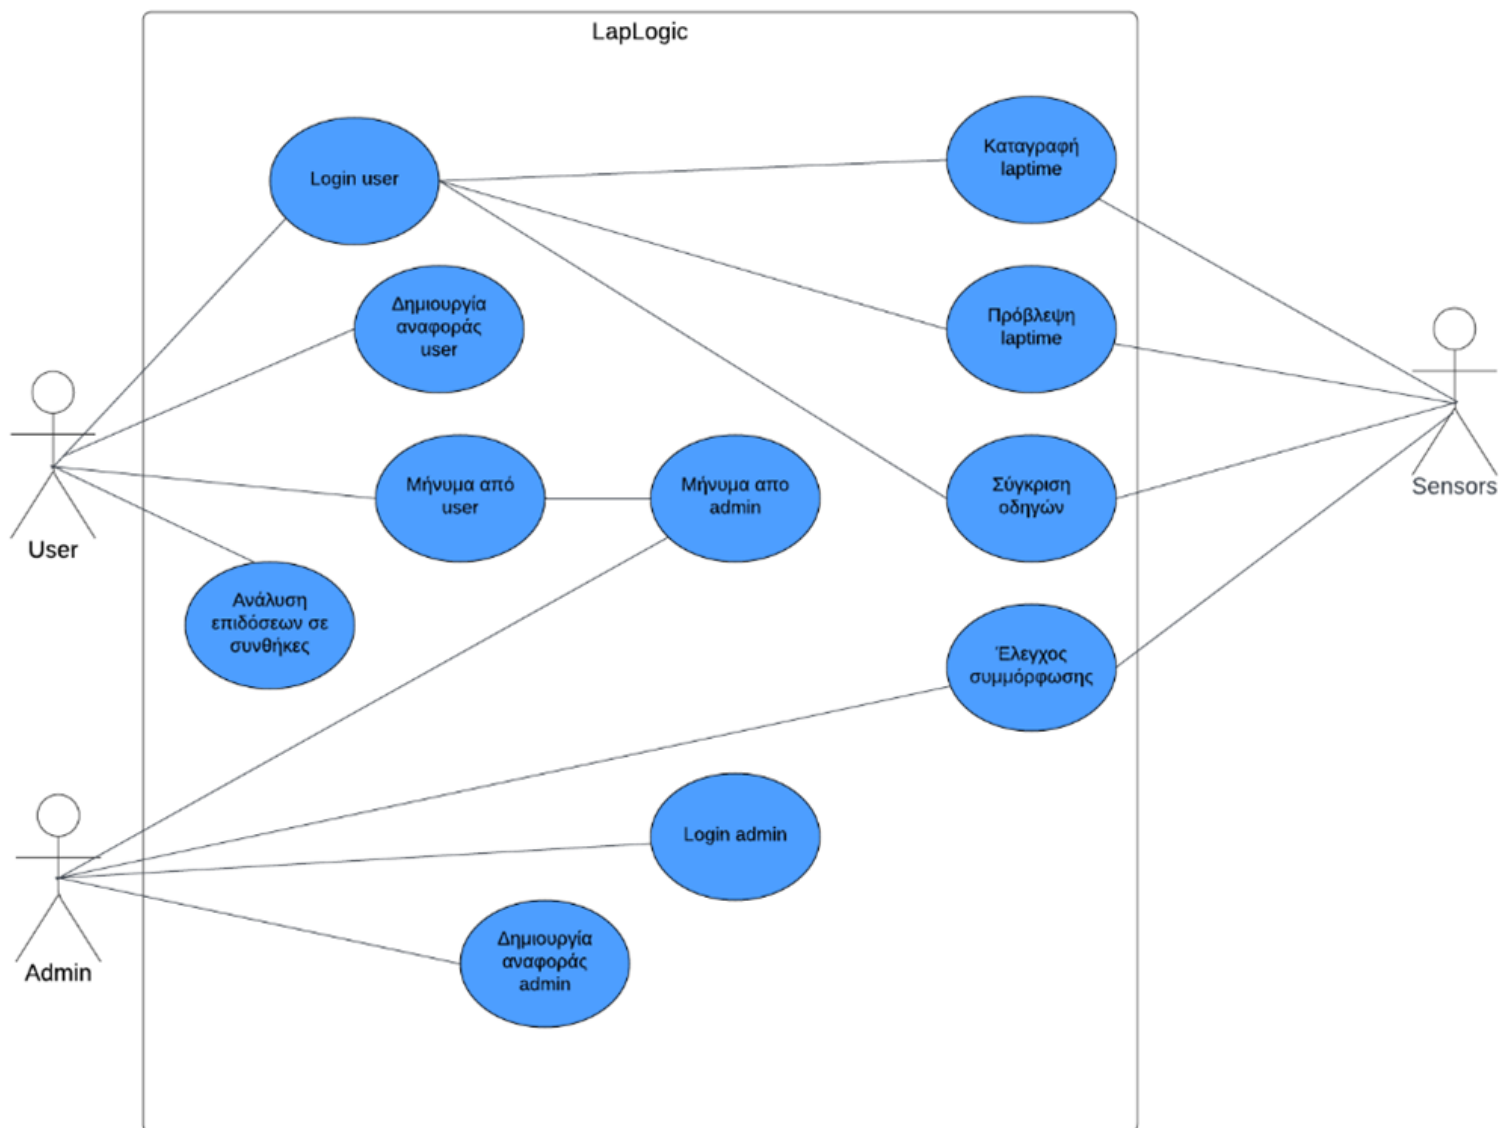 LapLogic
Login user
Καταγραφή
laptime
Δημιουργία
αναφοράς
user
Πρόβλεψη
laptime
Μήνυμα από
user
Μήνυμα απο
admin
Σύγκριση
οδηγών
Sensors
User
Ανάλυση
επιδόσεων σε
συνθήκες
Έλεγχος
συμμόρφωσης
Login admin
Δημιουργία
αναφοράς
admin
Admin